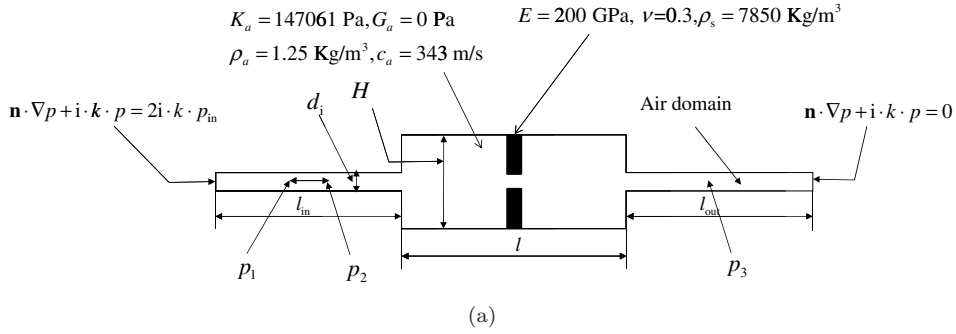 K_a = 147061 Pa, G_a = 0 Pa
ρ_a = 1.25 Kg/m³, c_a = 343 m/s
E = 200 GPa, ν=0.3, ρ_s = 7850 Kg/m³
n · ∇p + i · k · p = 2i · k · p_in
d_i
H
Air domain
n · ∇p + i · k · p = 0
l_in
l
l_out
p_1
p_2
p_3
(a)